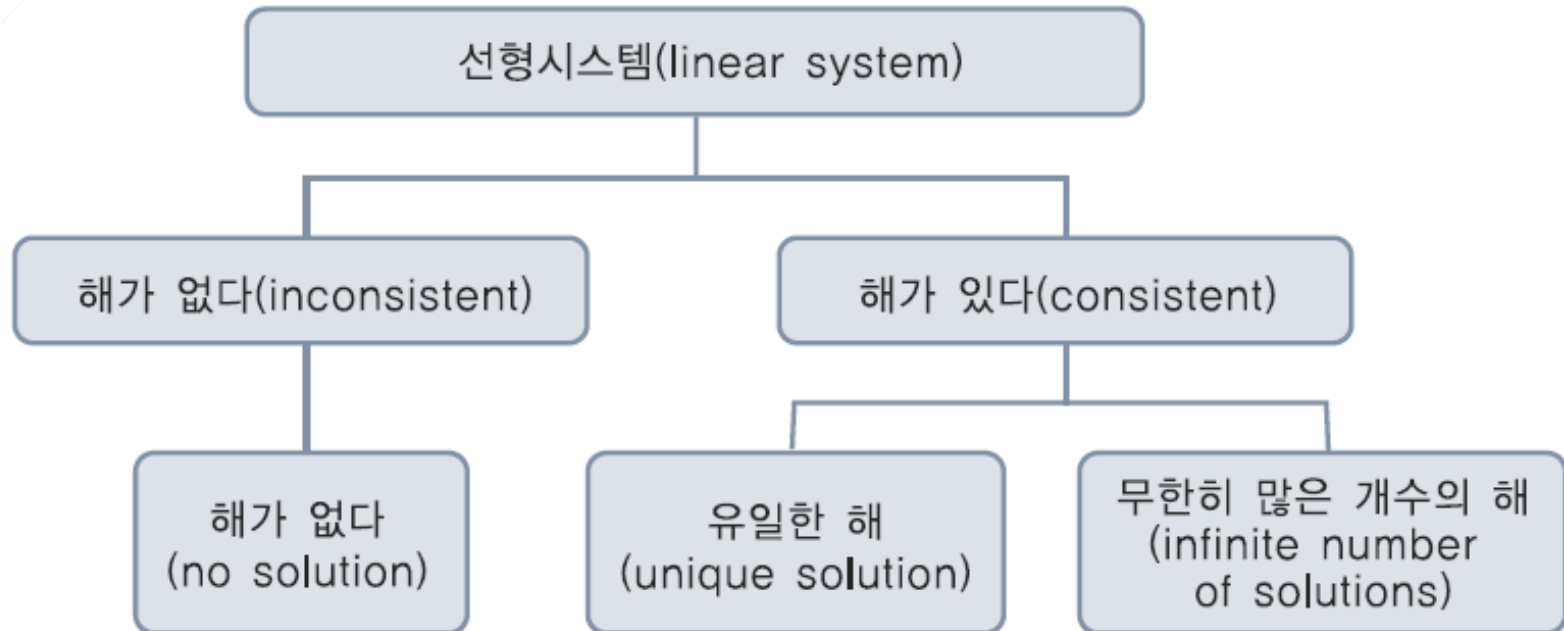 선형시스템(linear system)
해가 없다(inconsistent)
해가 있다(consistent)
해가 없다
(no solution)
유일한 해
(unique solution)
무한히 많은 개수의 해
(infinite number
of solutions)